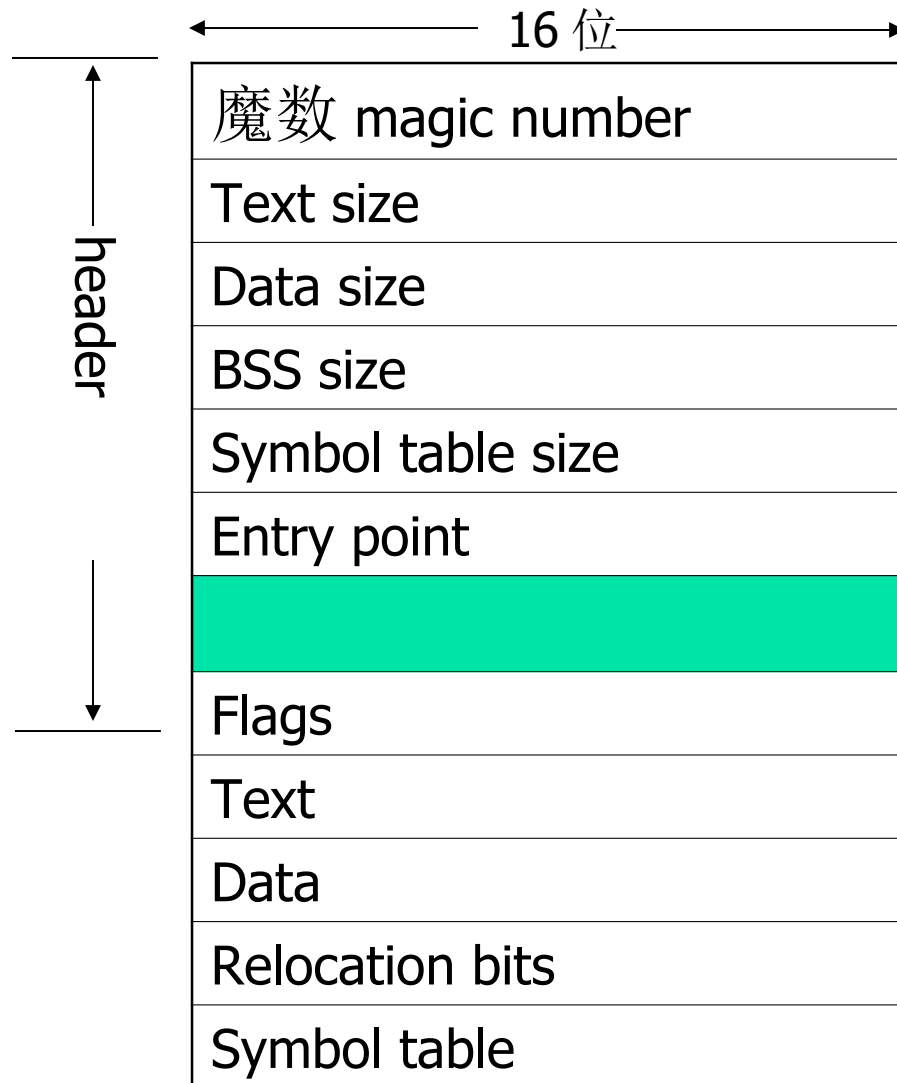 16 位
魔数 magic number
Text size
header
Data size
BSS size
Symbol table size
Entry point
Flags
Text
Data
Relocation bits
Symbol table